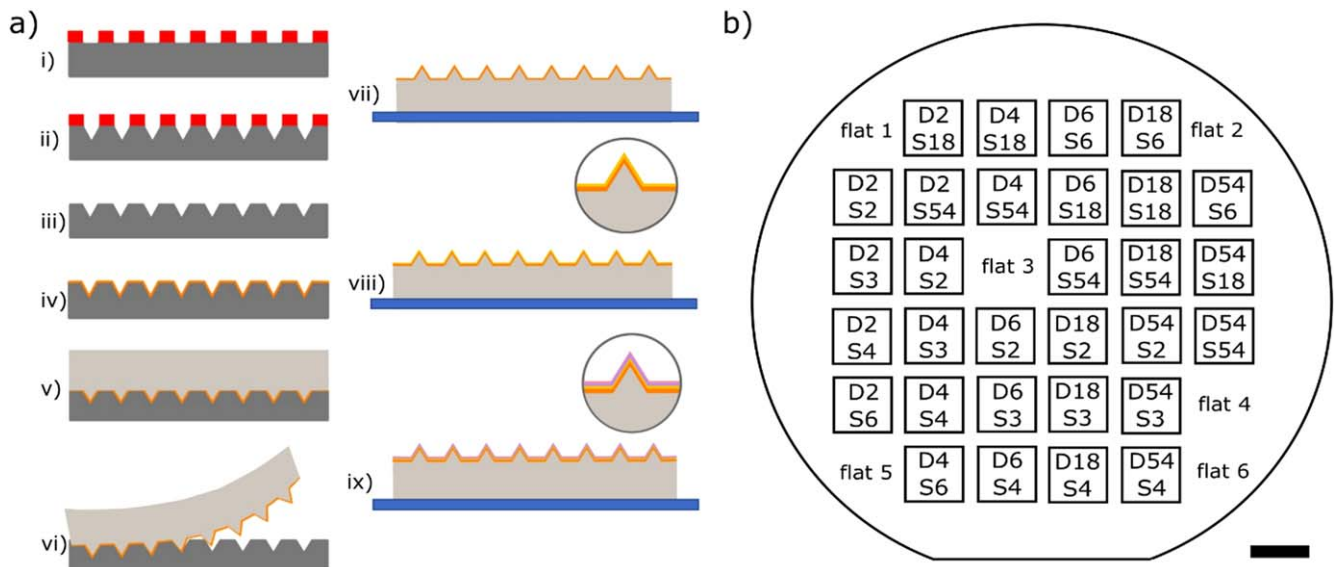 a)
i)
ii)
iii)
iv)
v)
vi)
vii)
viii)
ix)
b)
flat 1 D2 D4 D6 D18 flat 2
S18 S18 S6 S6
D2 D2 D4 D6 D18 D54
S2 S54 S54 S18 S18 S6
D2 D4 flat 3 D6 D18 D54
S3 S2 S54 S54 S18
D2 D4 D6 D18 D54 D54
S4 S3 S2 S2 S2 S54
D2 D4 D6 D18 D54 flat 4
S6 S4 S3 S3 S3
flat 5 D4 D6 D18 D54 flat 6
S6 S4 S4 S4